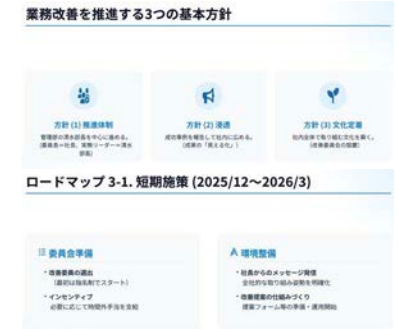 業務改善を推進する3つの基本方針
方針 (1) 推進体制
管理部の清水部長を中心に進める。
(委員長=社長、実務リーダー=清水
部長)
方針 (2) 浸透
成功事例を報告して社内に広める。
(成果の「見える化」)
方針 (3) 文化定着
社内全体で取り組む文化を築く。
(改善委員会の設置)
ロードマップ 3-1. 短期施策 (2025/12〜2026/3)
委員会準備
・改善委員の選出
(最初は指名制でスタート)
・インセンティブ
必要に応じて時間外手当を支給
環境整備
・社長からのメッセージ発信
全社的な取り組み姿勢を明確化
・改善提案の仕組みづくり
提案フォーム等の準備・運用開始